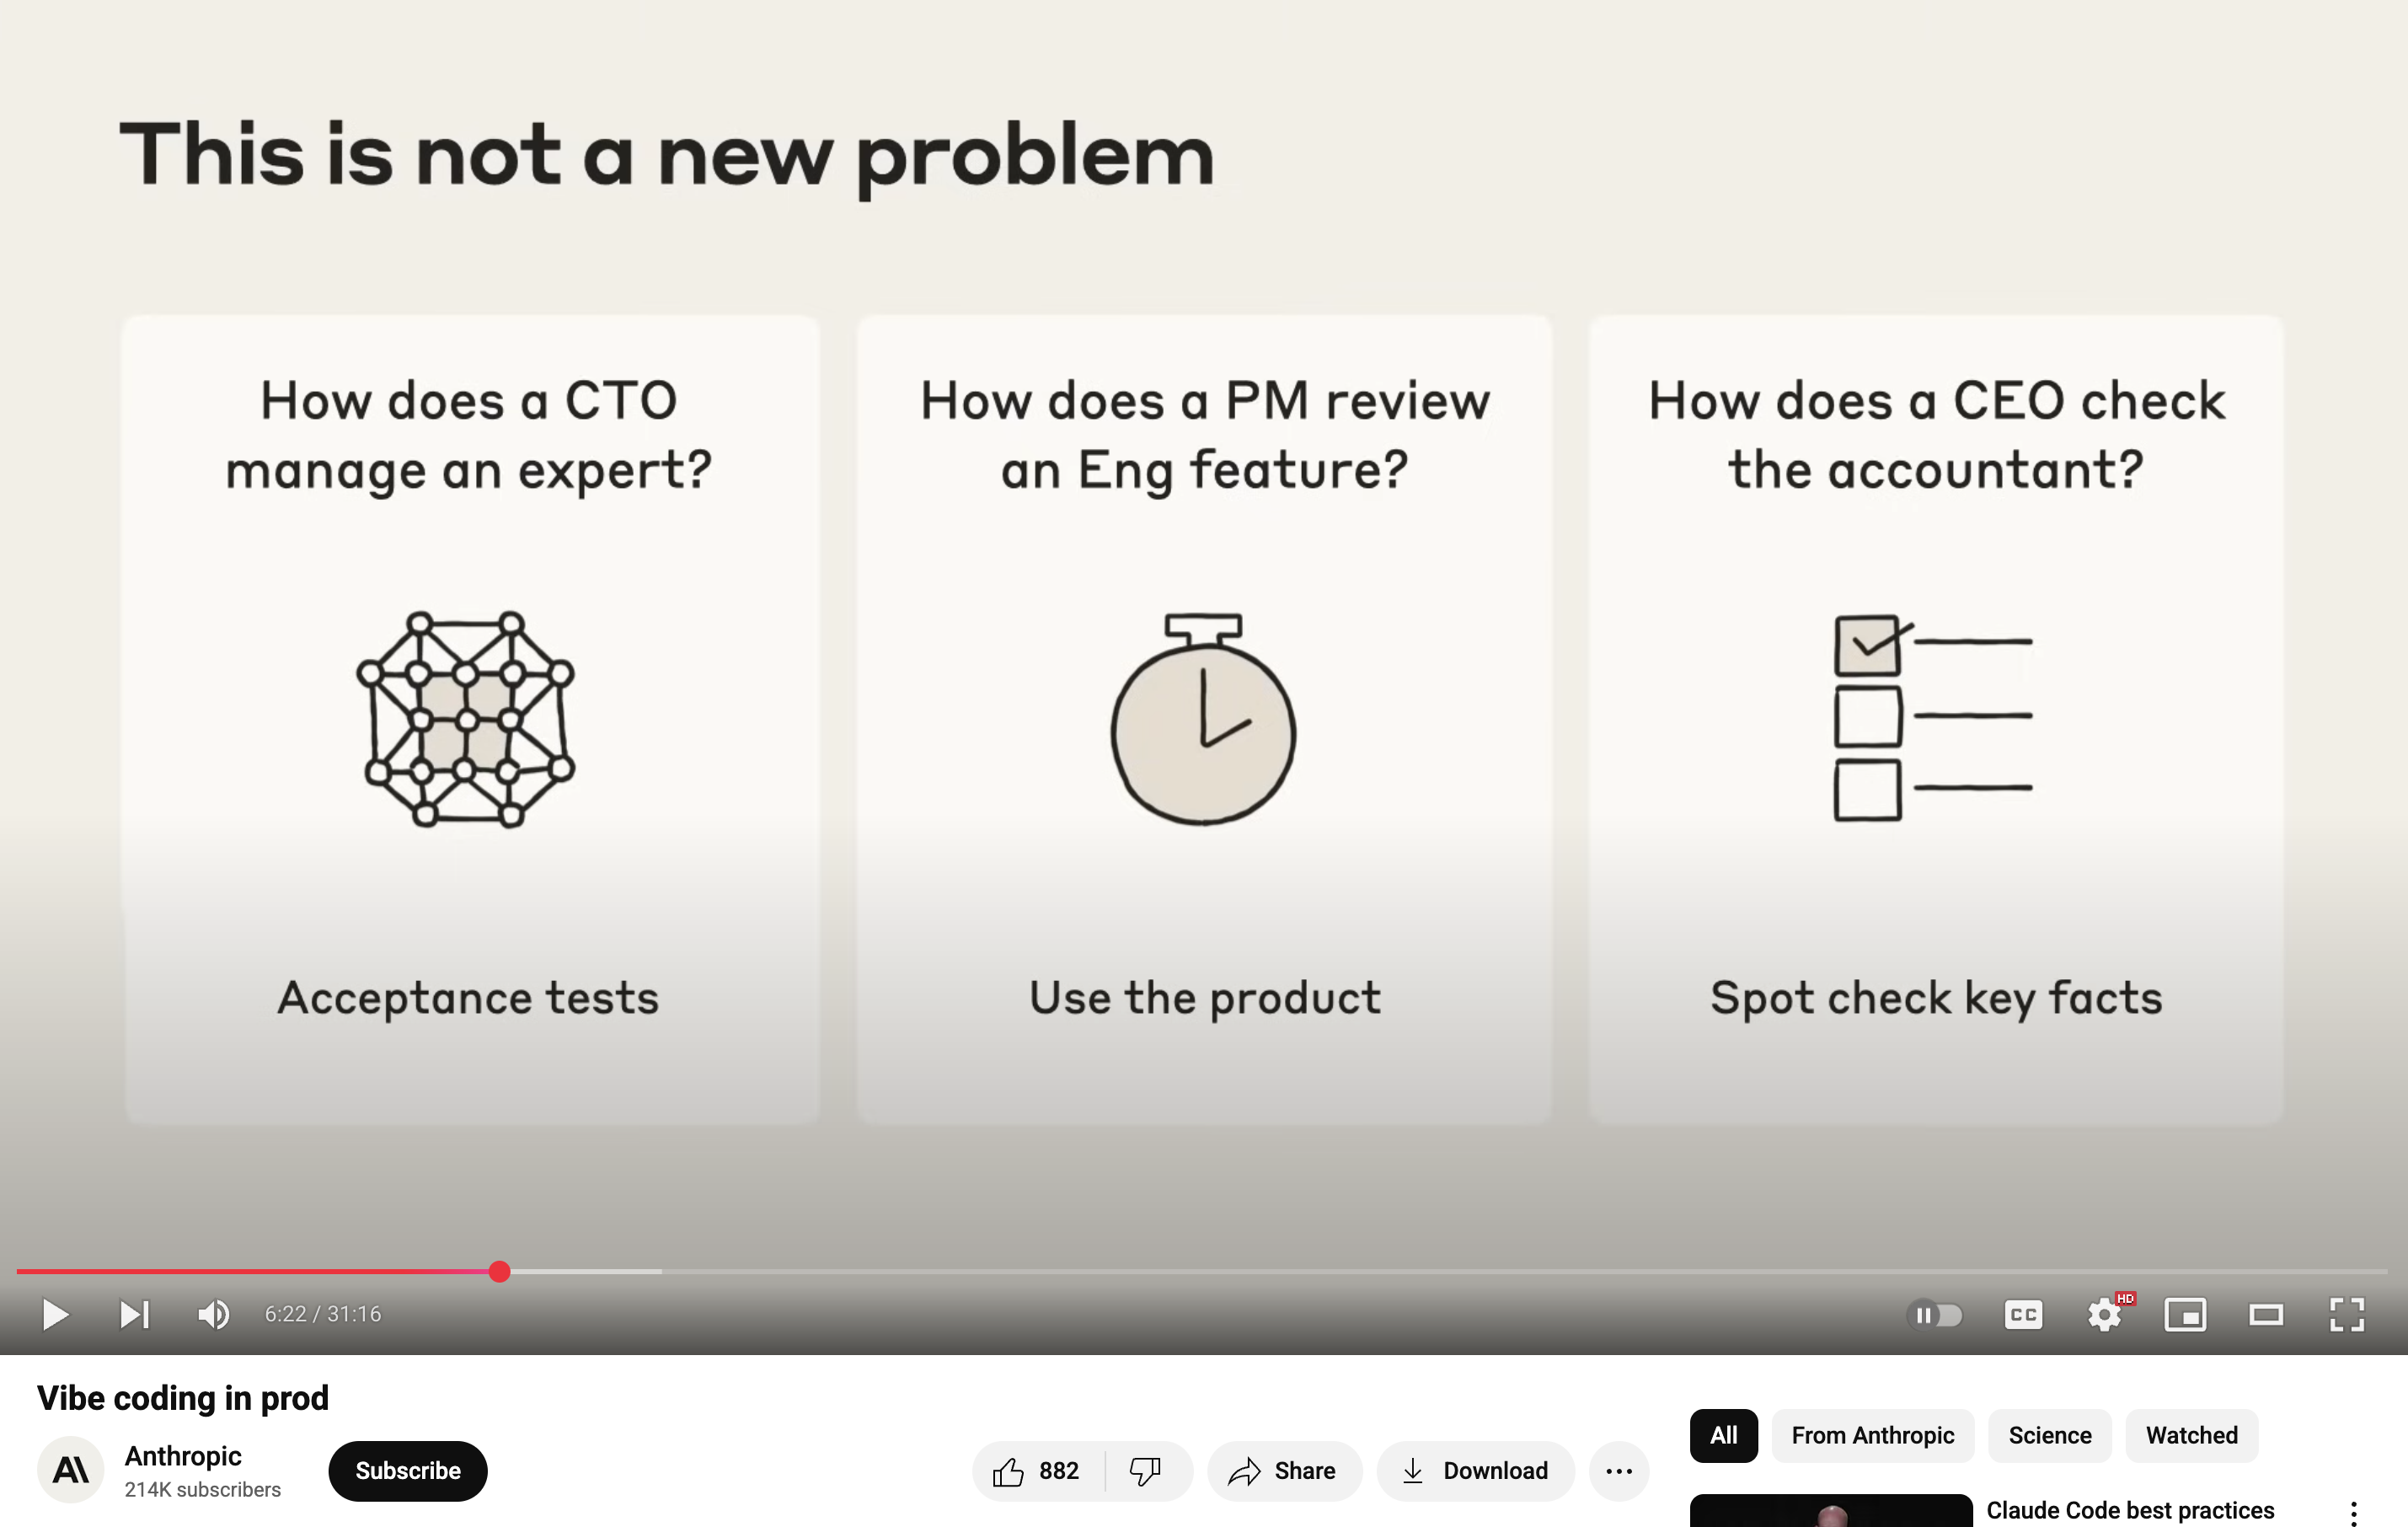 This is not a new problem
How does a CTO
manage an expert?
Acceptance tests
How does a PM review
an Eng feature?
Use the product
How does a CEO check
the accountant?
Spot check key facts
6:22 / 31:16
CC
HD
Vibe coding in prod
Anthropic
214K subscribers
Subscribe
882
Share
Download
All
From Anthropic
Science
Watched
Claude Code best practices